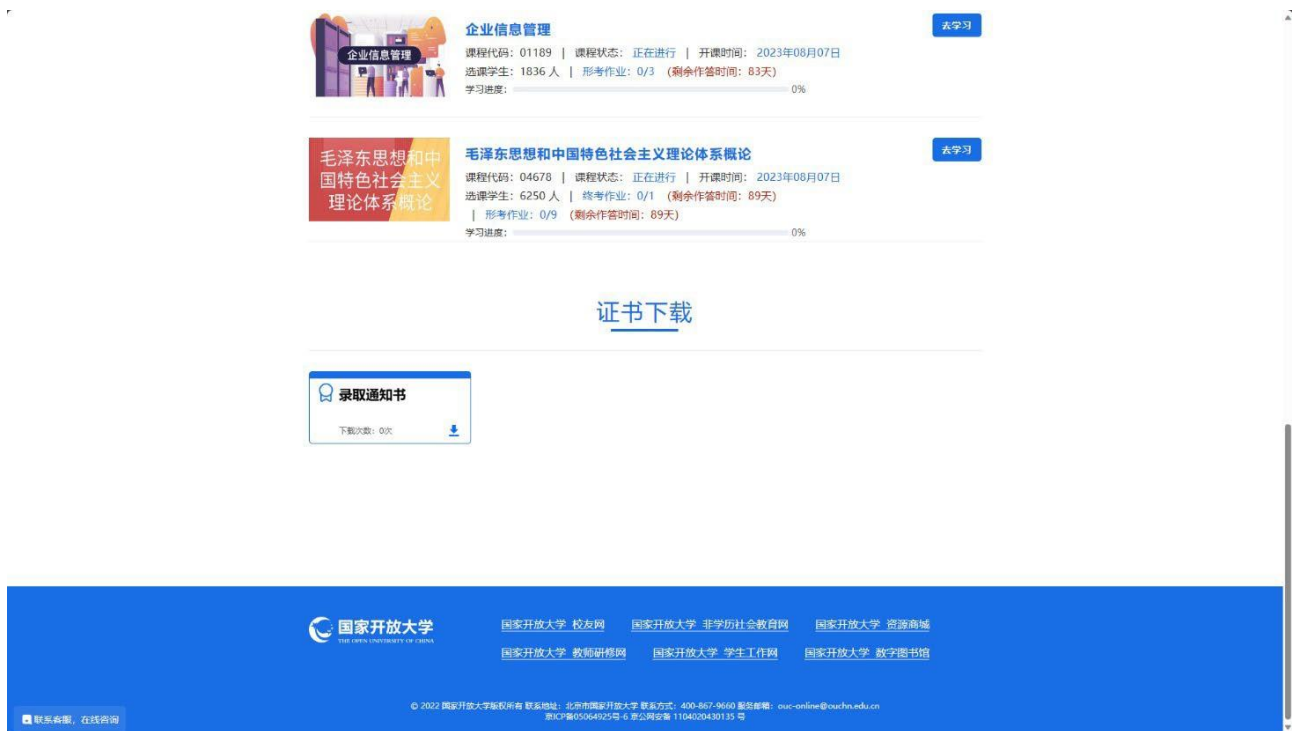 企业信息管理
企业信息管理
去学习
课程代码：01189 | 课程状态： 正在进行 | 开课时间： 2023年08月07日
选课学生：1836 人 | 形考作业：0/3 (剩余作答时间：83天)
学习进度： 0%
毛泽东思想和中
国特色社会主义
理论体系概论
毛泽东思想和中国特色社会主义理论体系概论
去学习
课程代码：04678 | 课程状态： 正在进行 | 开课时间： 2023年08月07日
选课学生：6250 人 | 终考作业：0/1 (剩余作答时间：89天)
| 形考作业：0/9 (剩余作答时间：89天)
学习进度： 0%
证书下载
录取通知书
下载次数：0次
国家开放大学
THE OPEN UNIVERSITY OF CHINA
国家开放大学 校友网 国家开放大学 非学历社会教育网 国家开放大学 资源商城
国家开放大学 教师研修网 国家开放大学 学生工作网 国家开放大学 数字图书馆
© 2022 国家开放大学版权所有 联系地址：北京市国家开放大学 联系方式：400-867-9660 服务邮箱：ouc-online@ouchn.edu.cn
京ICP备05064925号-6 京公网安备 1104020430135 号
联系客服，在线咨询